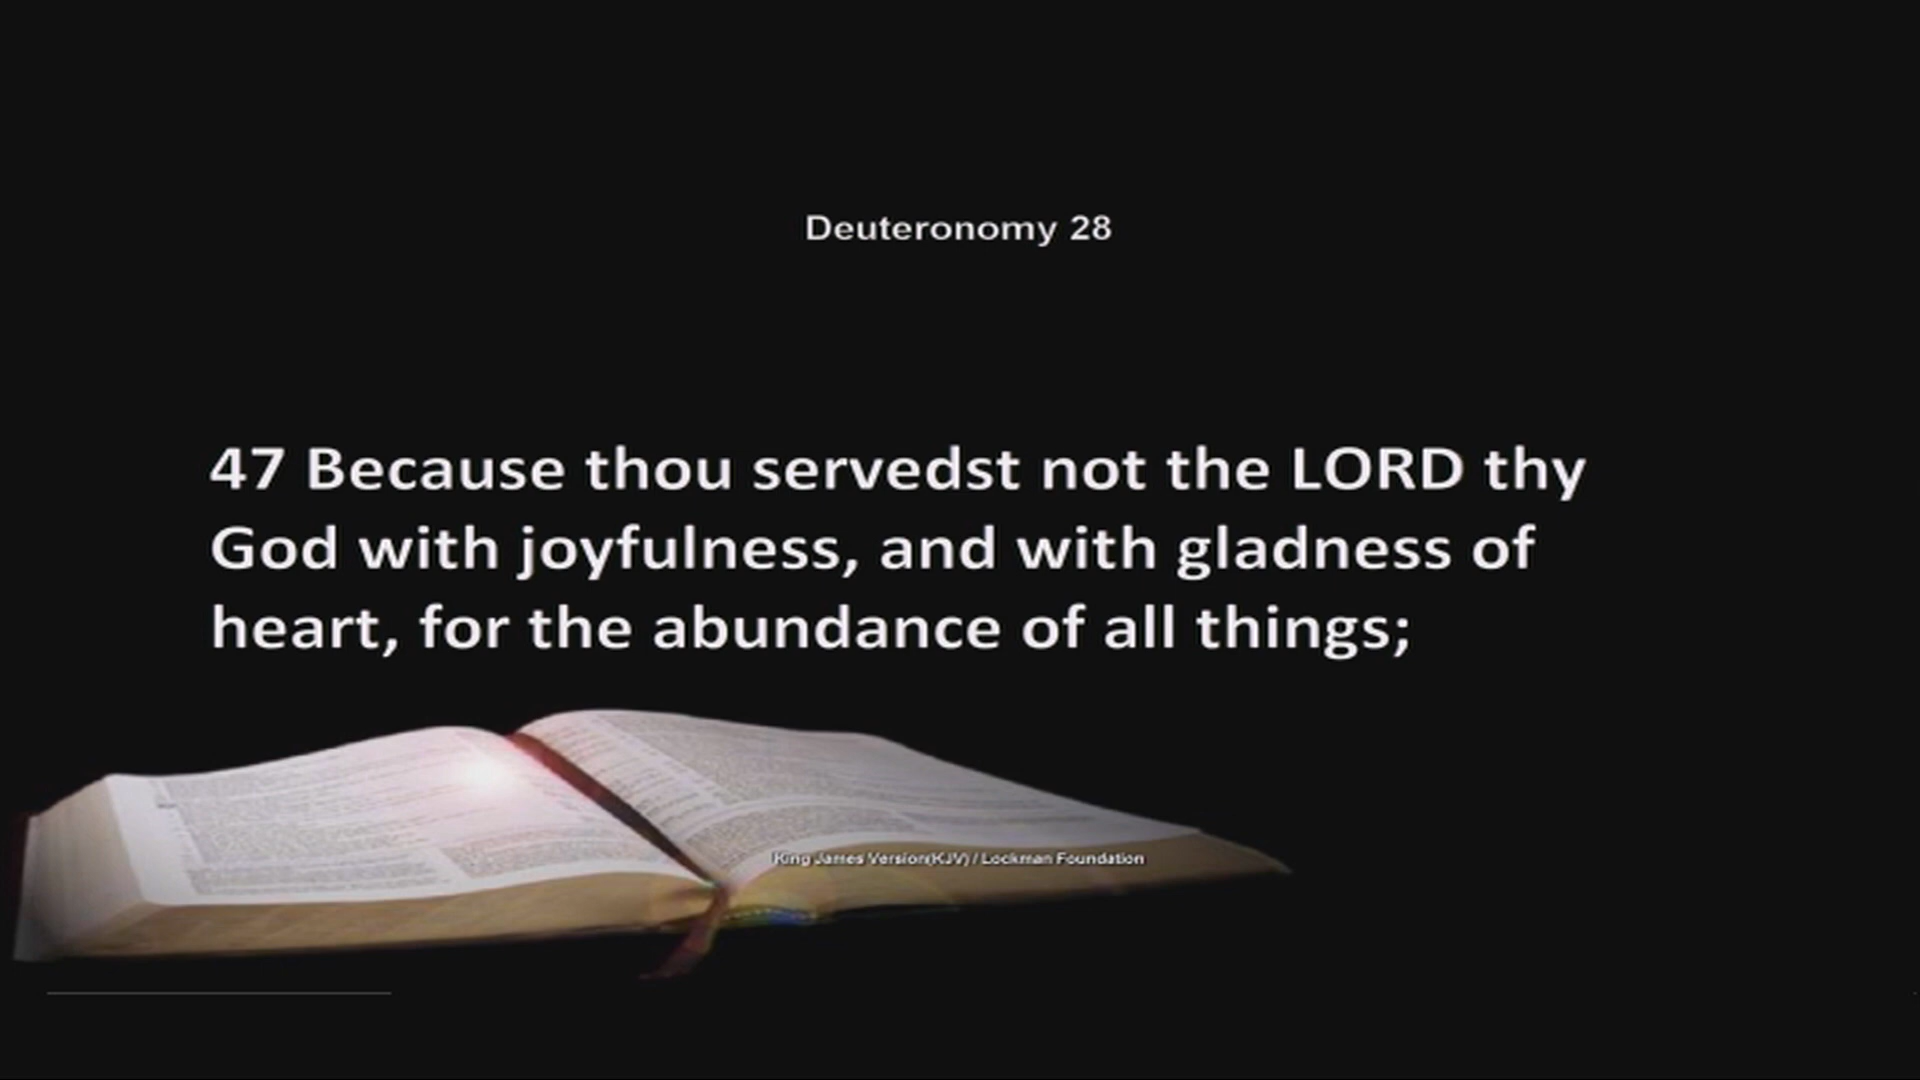 Deuteronomy 28
47 Because thou servedst not the LORD thy
God with joyfulness, and with gladness of
heart, for the abundance of all things;
King James Version(KJV) / Lockman Foundation